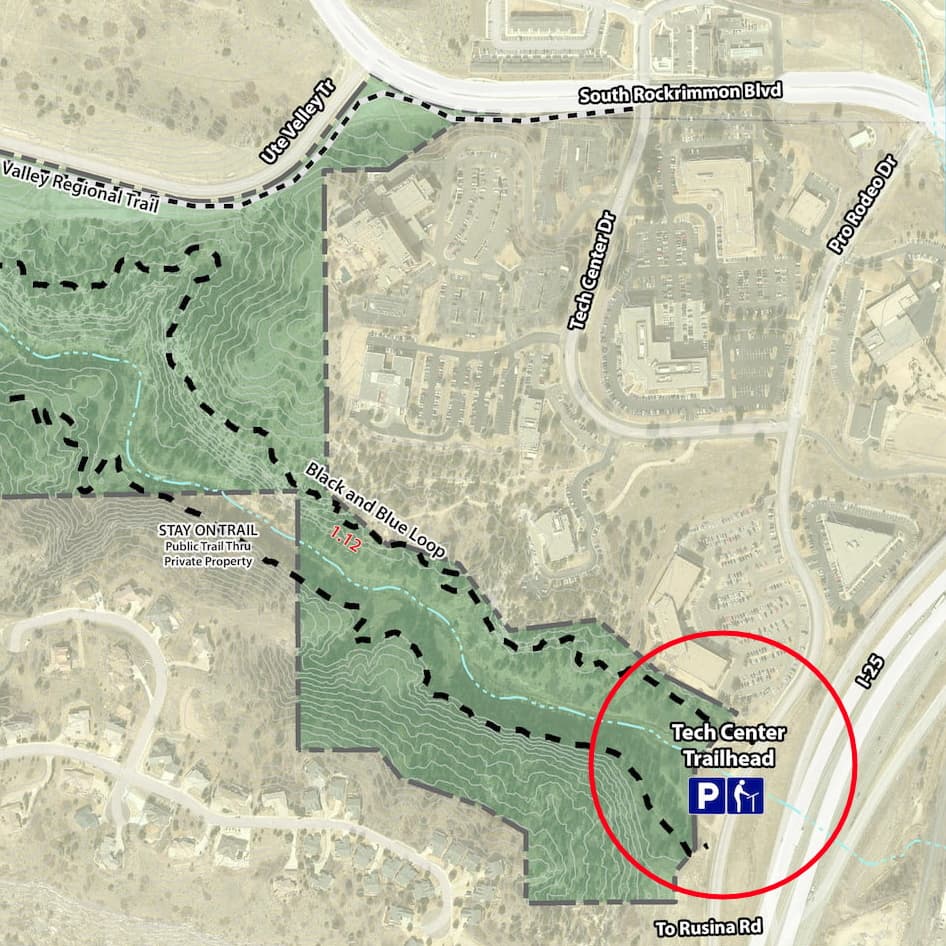 South Rockrimmon Blvd
Ute Velley Tr
Valley Regional Trail
Pro Rodeo Dr
Tech Center Dr
Black and Blue Loop
1.12
STAY ON TRAIL
Public Trail Thru
Private Property
I-25
Tech Center
Trailhead
P
To Rusina Rd